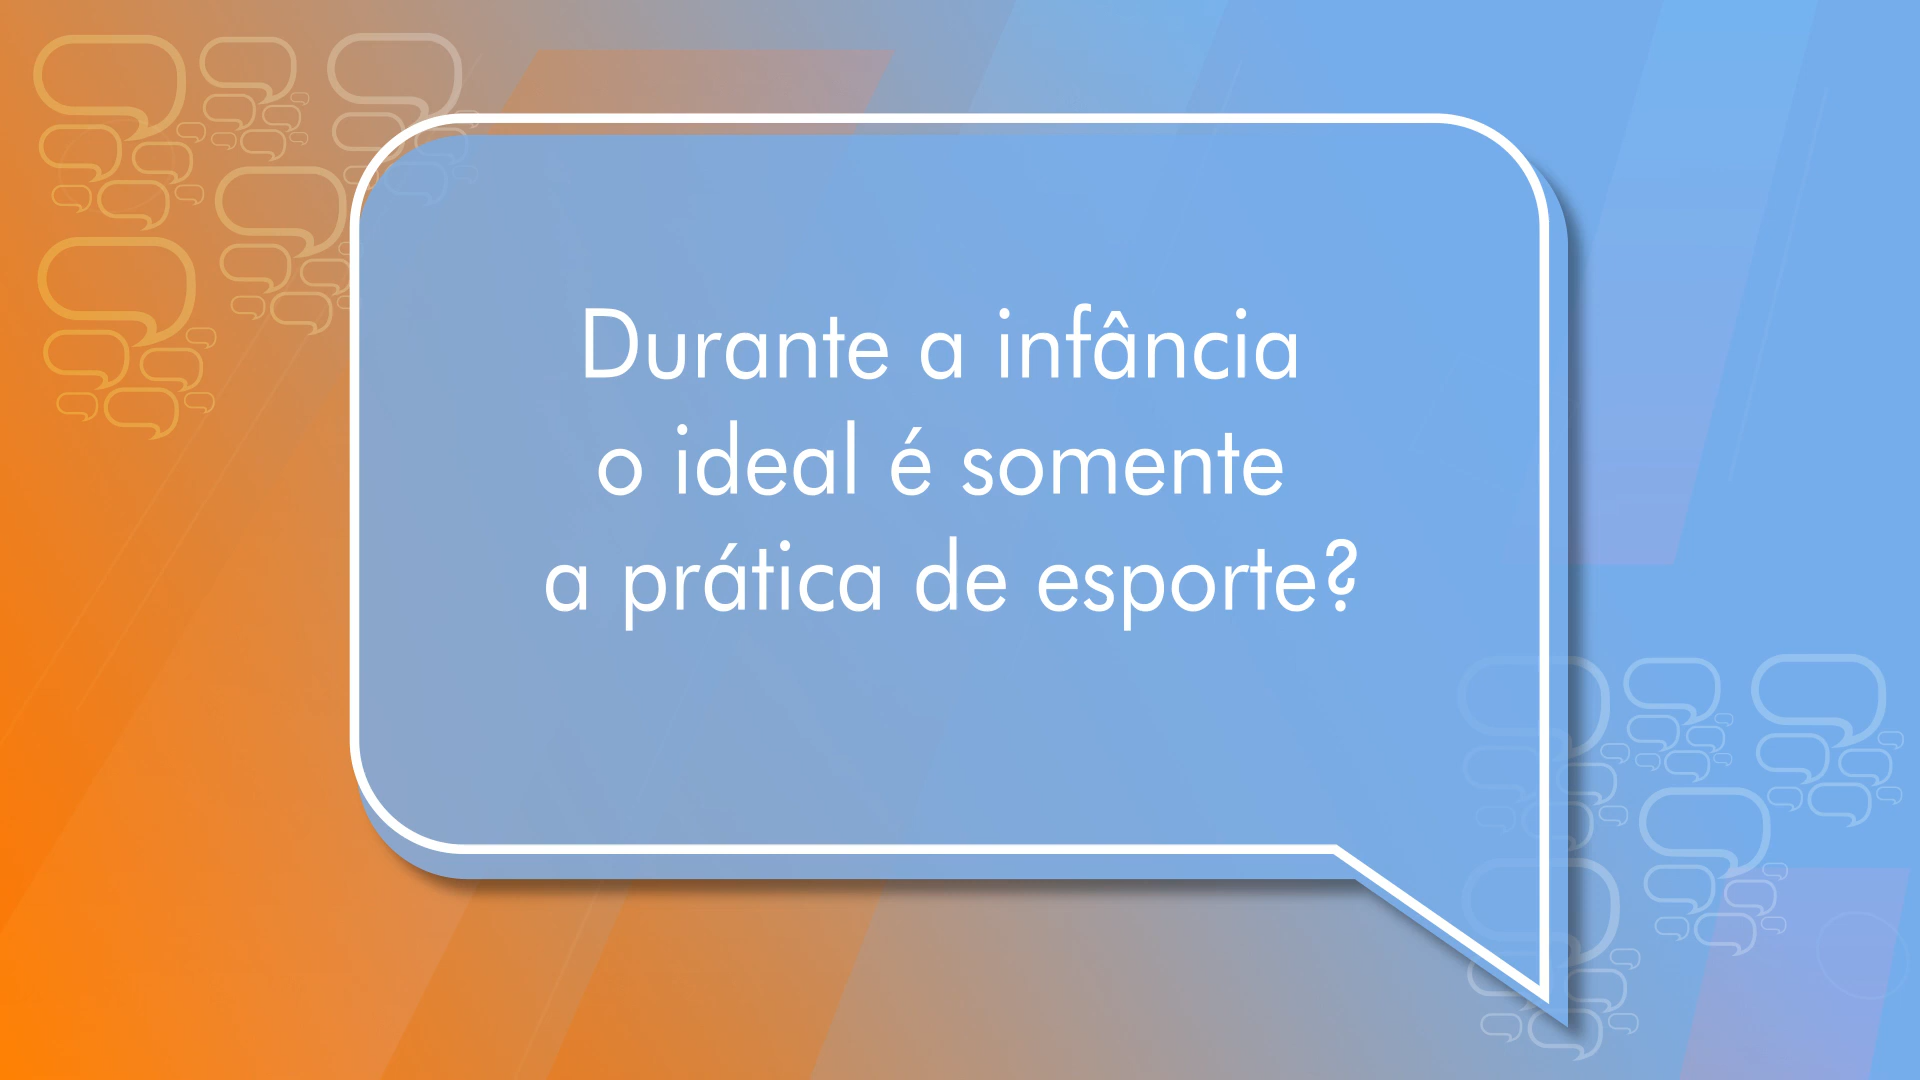 Durante a infância
o ideal é somente
a prática de esporte?